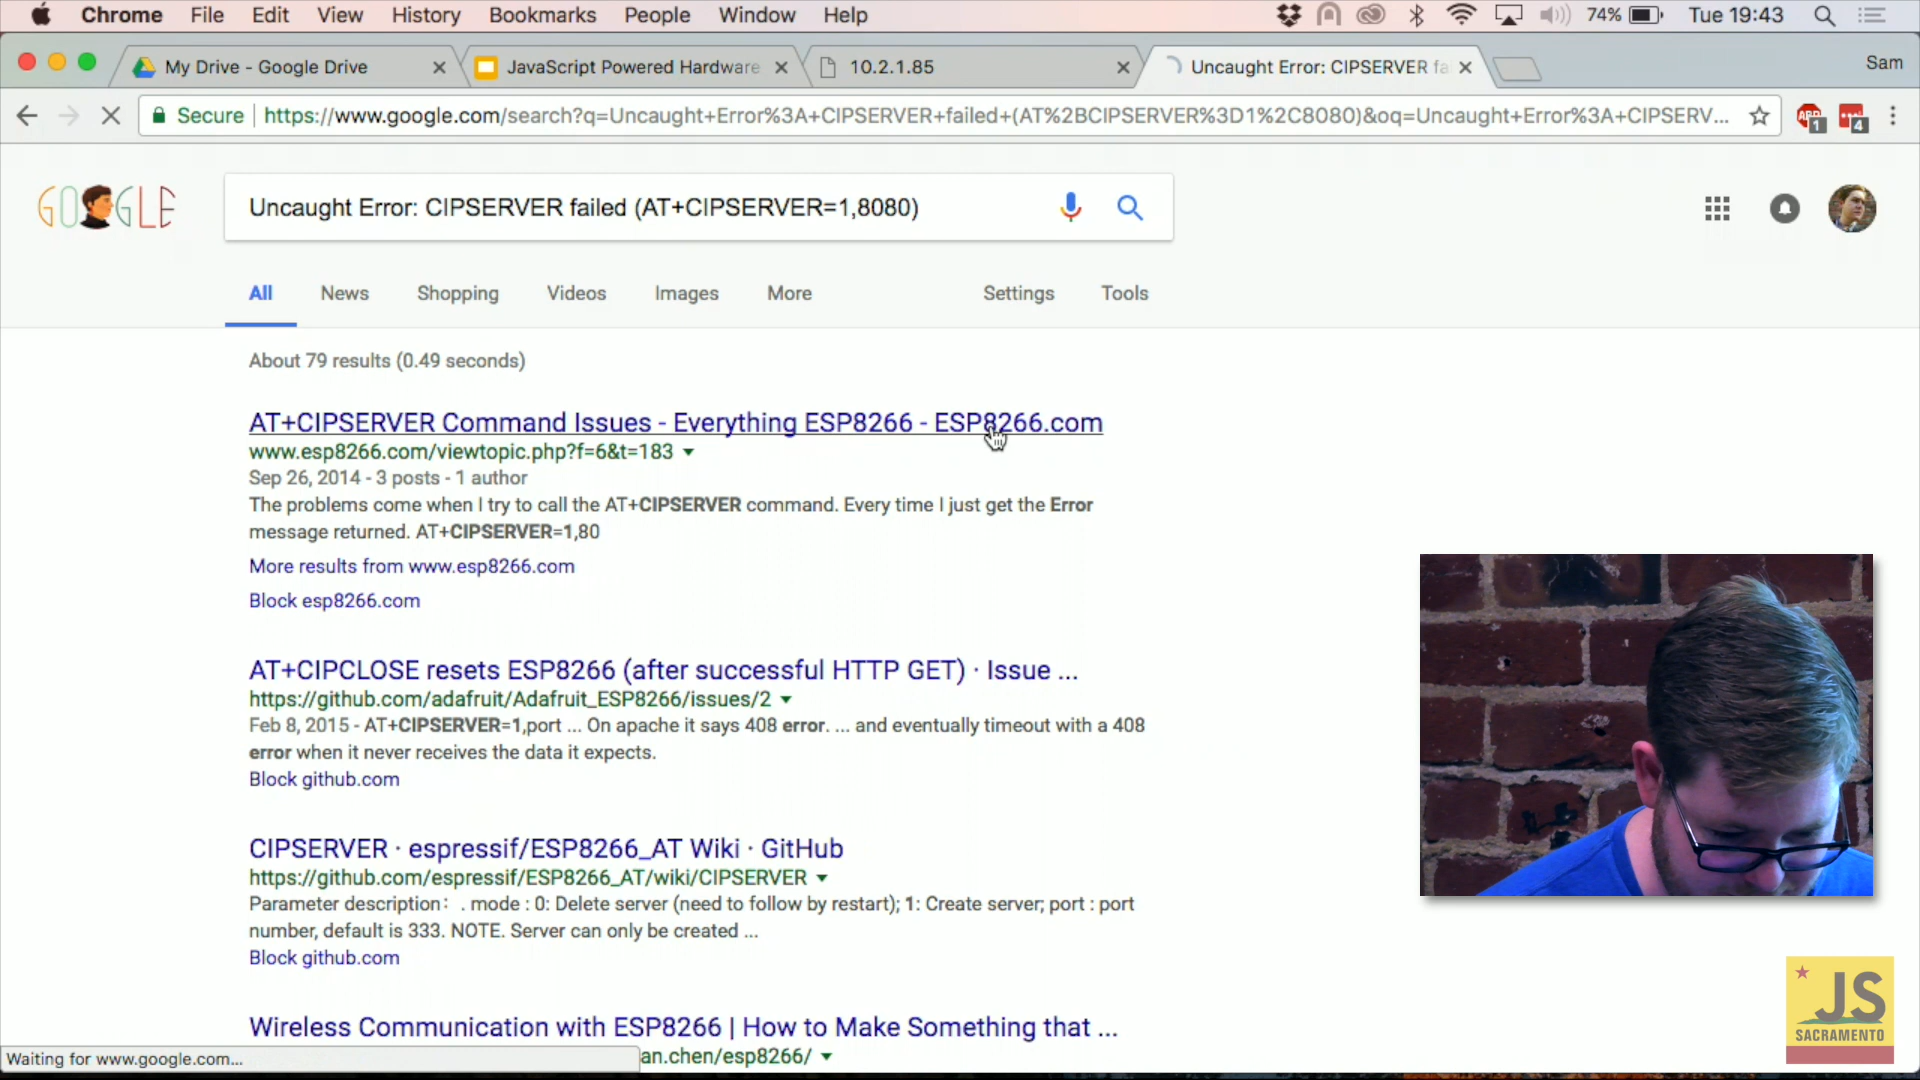 Chrome File Edit View History Bookmarks People Window Help 74% Tue 19:43
My Drive - Google Drive JavaScript Powered Hardware 10.2.1.85 Uncaught Error: CIPSERVER fa Sam
Secure https://www.google.com/search?q=Uncaught+Error%3A+CIPSERVER+failed+(AT%2BCIPSERVER%3D1%2C8080)&oq=Uncaught+Error%3A+CIPSERV... ABP 1 4
GOOGLE Uncaught Error: CIPSERVER failed (AT+CIPSERVER=1,8080)
All News Shopping Videos Images More Settings Tools
About 79 results (0.49 seconds)
AT+CIPSERVER Command Issues - Everything ESP8266 - ESP8266.com
www.esp8266.com/viewtopic.php?f=6&t=183
Sep 26, 2014 - 3 posts - 1 author
The problems come when I try to call the AT+CIPSERVER command. Every time I just get the Error
message returned. AT+CIPSERVER=1,80
More results from www.esp8266.com
Block esp8266.com
AT+CIPCLOSE resets ESP8266 (after successful HTTP GET) · Issue ...
https://github.com/adafruit/Adafruit_ESP8266/issues/2
Feb 8, 2015 - AT+CIPSERVER=1,port ... On apache it says 408 error. ... and eventually timeout with a 408
error when it never receives the data it expects.
Block github.com
CIPSERVER · espressif/ESP8266_AT Wiki · GitHub
https://github.com/espressif/ESP8266_AT/wiki/CIPSERVER
Parameter description： . mode : 0: Delete server (need to follow by restart); 1: Create server; port : port
number, default is 333. NOTE. Server can only be created ...
Block github.com
Wireless Communication with ESP8266 | How to Make Something that ...
an.chen/esp8266/
Waiting for www.google.com...
JS
SACRAMENTO